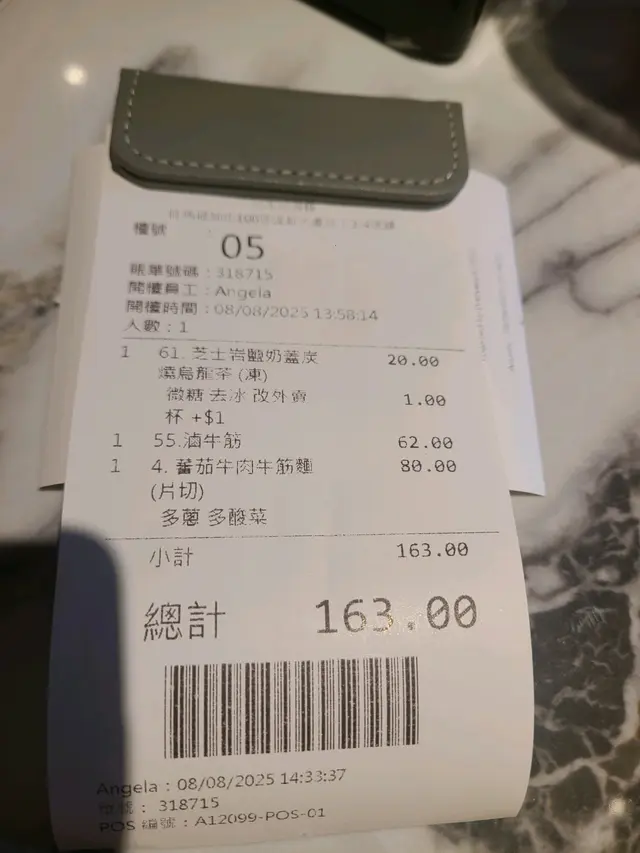 檯號
05
賬單號碼：318715
開檯員工：Angela
開檯時間：08/08/2025 13:58:14
人數：1
1 61. 芝士岩鹽奶蓋炭 20.00
燒烏龍茶 (凍)
微糖 去冰 改外賣 1.00
杯 +$1
1 55.滷牛筋 62.00
1 4. 蕃茄牛肉牛筋麵 80.00
(片切)
多蔥 多酸菜
小計 163.00
總計 163.00
Angela：08/08/2025 14:33:37
318715
POS 編號：A12099-POS-01